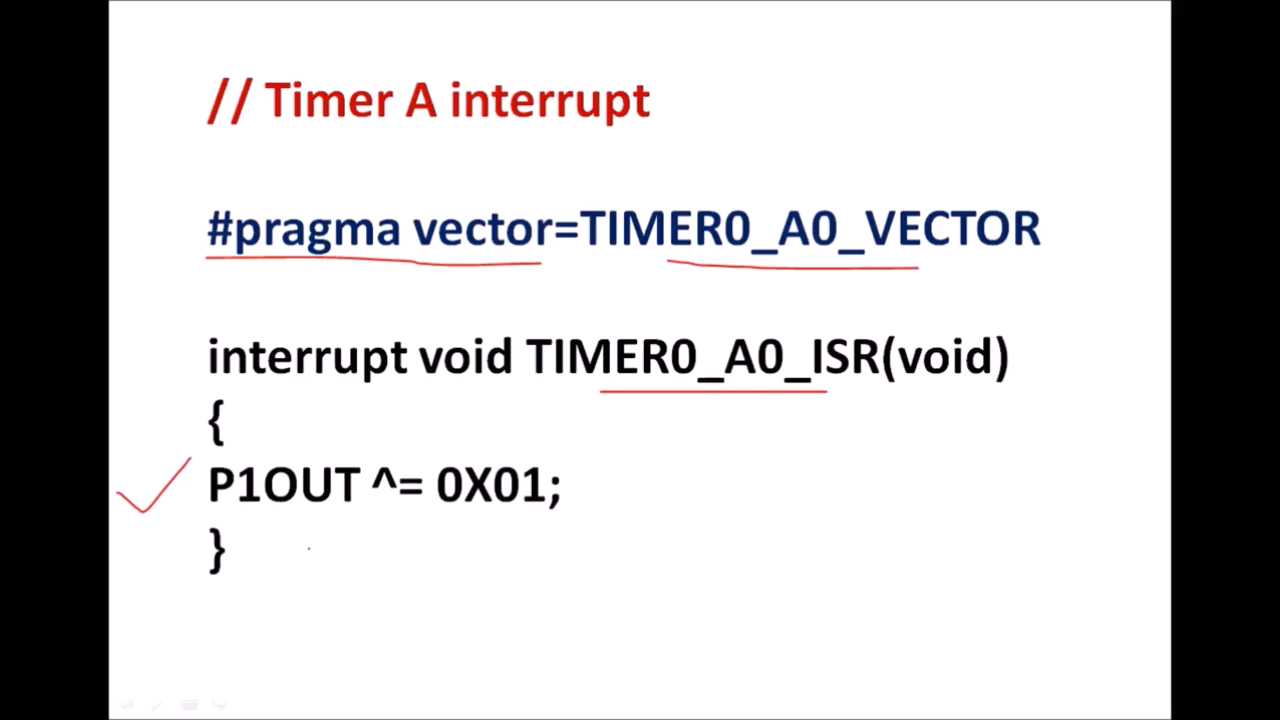 // Timer A interrupt
#pragma vector=TIMER0_A0_VECTOR
interrupt void TIMER0_A0_ISR(void)
{
P1OUT ^= 0X01;
}